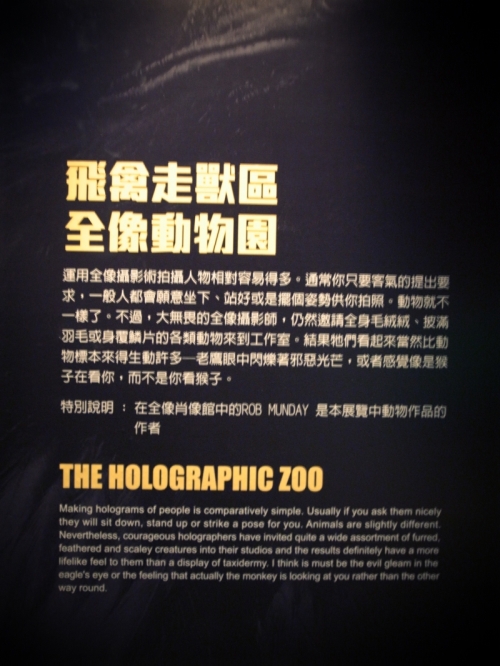 飛禽走獸區
全像動物園
運用全像攝影術拍攝人物相對容易得多。通常你只要客氣的提出要
求，一般人都會願意坐下、站好或是擺個姿勢供你拍照。動物就不
一樣了。不過，大無畏的全像攝影師，仍然邀請全身毛絨絨、披滿
羽毛或身覆鱗片的各類動物來到工作室。結果牠們看起來當然比動
物標本來得生動許多─老鷹眼中閃爍著邪惡光芒，或者感覺像是猴
子在看你，而不是你看猴子。
特別說明 ： 在全像肖像館中的ROB MUNDAY 是本展覽中動物作品的
作者
THE HOLOGRAPHIC ZOO
Making holograms of people is comparatively simple. Usually if you ask them nicely
they will sit down, stand up or strike a pose for you. Animals are slightly different.
Nevertheless, courageous holographers have invited quite a wide assortment of furred,
feathered and scaley creatures into their studios and the results definitely have a more
lifelike feel to them than a display of taxidermy. I think is must be the evil gleam in the
eagle's eye or the feeling that actually the monkey is looking at you rather than the other
way round.